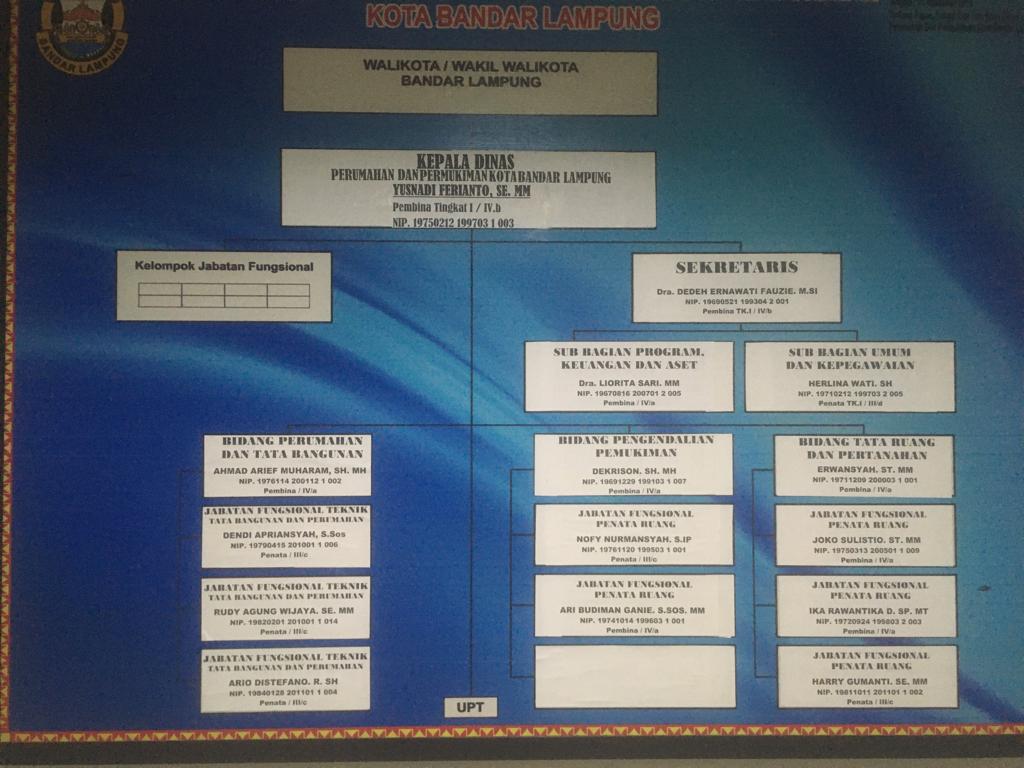 KOTA BANDAR LAMPUNG
BANDAR LAMPUNG
WALIKOTA / WAKIL WALIKOTA
BANDAR LAMPUNG
KEPALA DINAS
PERUMAHAN DAN PERMUKIMAN KOTA BANDAR LAMPUNG
YUSNADI FERIANTO, SE. MM
Pembina Tingkat I / IV.b
NIP. 19750212 199703 1 003
Kelompok Jabatan Fungsional
SEKRETARIS
Dra. DEDEH ERNAWATI FAUZIE. M.SI
NIP. 19690521 199304 2 001
Pembina TK.I / IV/b
SUB BAGIAN PROGRAM,
KEUANGAN DAN ASET
Dra. LIORITA SARI. MM
NIP. 19670816 200701 2 005
Pembina / IV/a
SUB BAGIAN UMUM
DAN KEPEGAWAIAN
HERLINA WATI. SH
NIP. 19710212 199703 2 005
Penata TK.I / III/d
BIDANG PERUMAHAN
DAN TATA BANGUNAN
AHMAD ARIEF MUHARAM, SH. MH
NIP. 1976114 200112 1 002
Pembina / IV/a
JABATAN FUNGSIONAL TEKNIK
TATA BANGUNAN DAN PERUMAHAN
DENDI APRIANSYAH, S.Sos
NIP. 19790415 201001 1 006
Penata / III/c
JABATAN FUNGSIONAL TEKNIK
TATA BANGUNAN DAN PERUMAHAN
RUDY AGUNG WIJAYA. SE. MM
NIP. 19820201 201001 1 014
Penata / III/c
JABATAN FUNGSIONAL TEKNIK
TATA BANGUNAN DAN PERUMAHAN
ARIO DISTEFANO. R. SH
NIP. 19840128 201101 1 004
Penata / III/c
BIDANG PENGENDALIAN
PEMUKIMAN
DEKRISON. SH. MH
NIP. 19691229 199103 1 007
Pembina / IV/a
JABATAN FUNGSIONAL
PENATA RUANG
NOFY NURMANSYAH. S.IP
NIP. 19761120 199503 1 001
Penata / III/c
JABATAN FUNGSIONAL
PENATA RUANG
ARI BUDIMAN GANIE. S.SOS. MM
NIP. 19741014 199603 1 001
Pembina / IV/a
BIDANG TATA RUANG
DAN PERTANAHAN
ERWANSYAH. ST. MM
NIP. 19711209 200003 1 001
Pembina / IV/a
JABATAN FUNGSIONAL
PENATA RUANG
JOKO SULISTIO. ST. MM
NIP. 19750313 200501 1 009
Pembina / IV/a
JABATAN FUNGSIONAL
PENATA RUANG
IKA RAWANTIKA D. SP. MT
NIP. 19720924 199803 2 003
Pembina / IV/a
JABATAN FUNGSIONAL
PENATA RUANG
HARRY GUMANTI. SE. MM
NIP. 19811011 201101 1 002
Penata / III/c
UPT